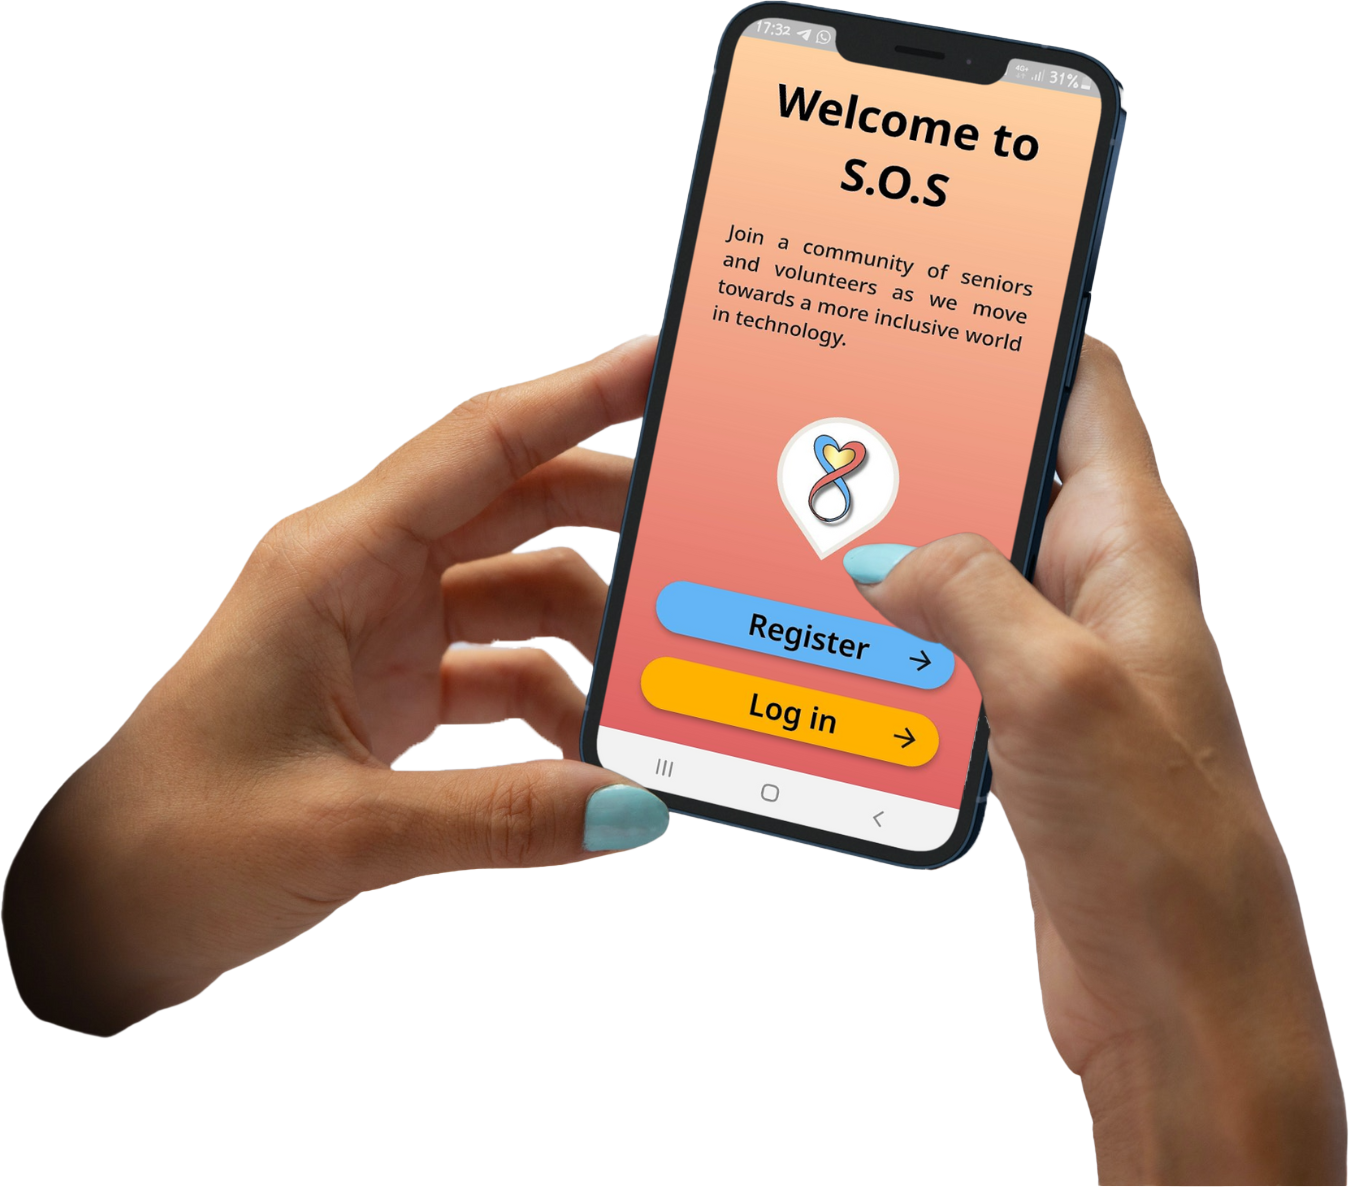 17:32
4G+ 31%
Welcome to
S.O.S
Join a community of seniors
and volunteers as we move
towards a more inclusive world
in technology.
Register
Log in